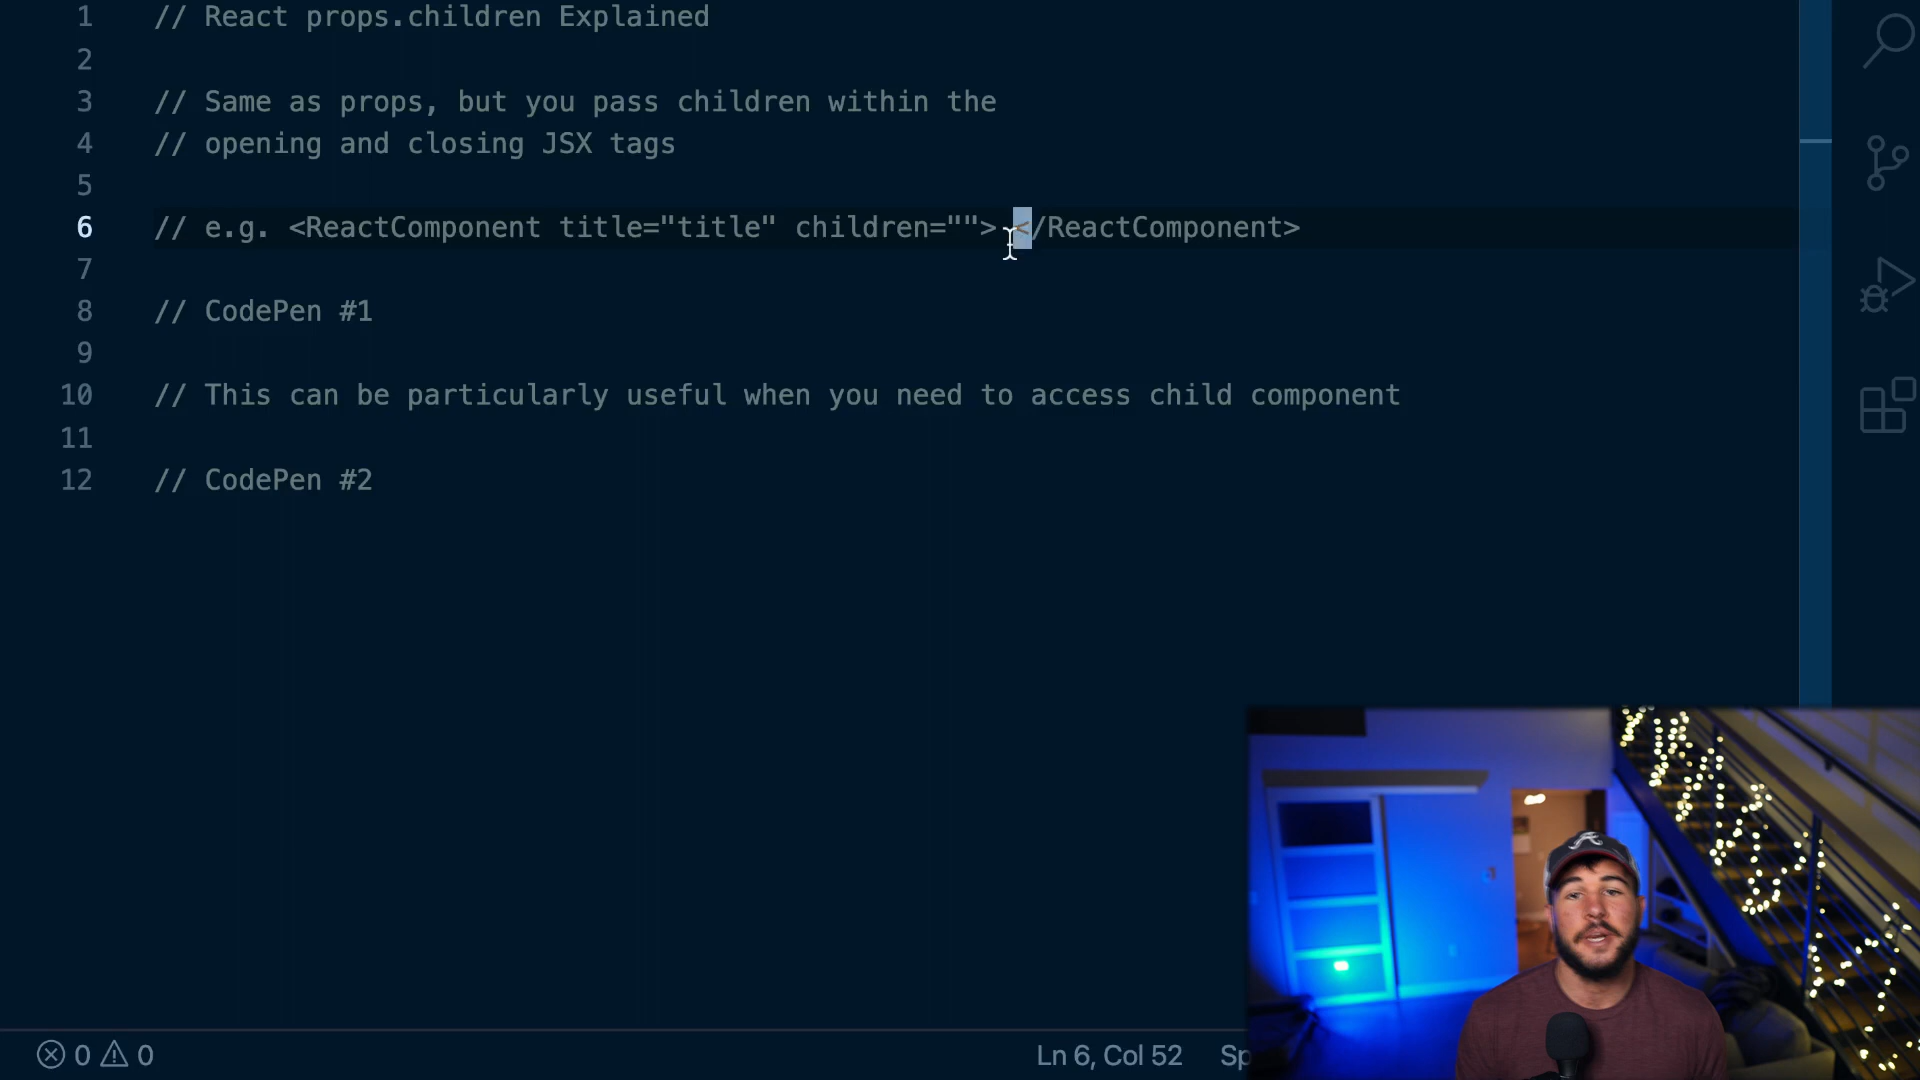 1 // React props.children Explained
2
3 // Same as props, but you pass children within the
4 // opening and closing JSX tags
5
6 // e.g. <ReactComponent title="title" children=""> </ReactComponent>
7
8 // CodePen #1
9
10 // This can be particularly useful when you need to access child component
11
12 // CodePen #2
0 0 Ln 6, Col 52 Sp